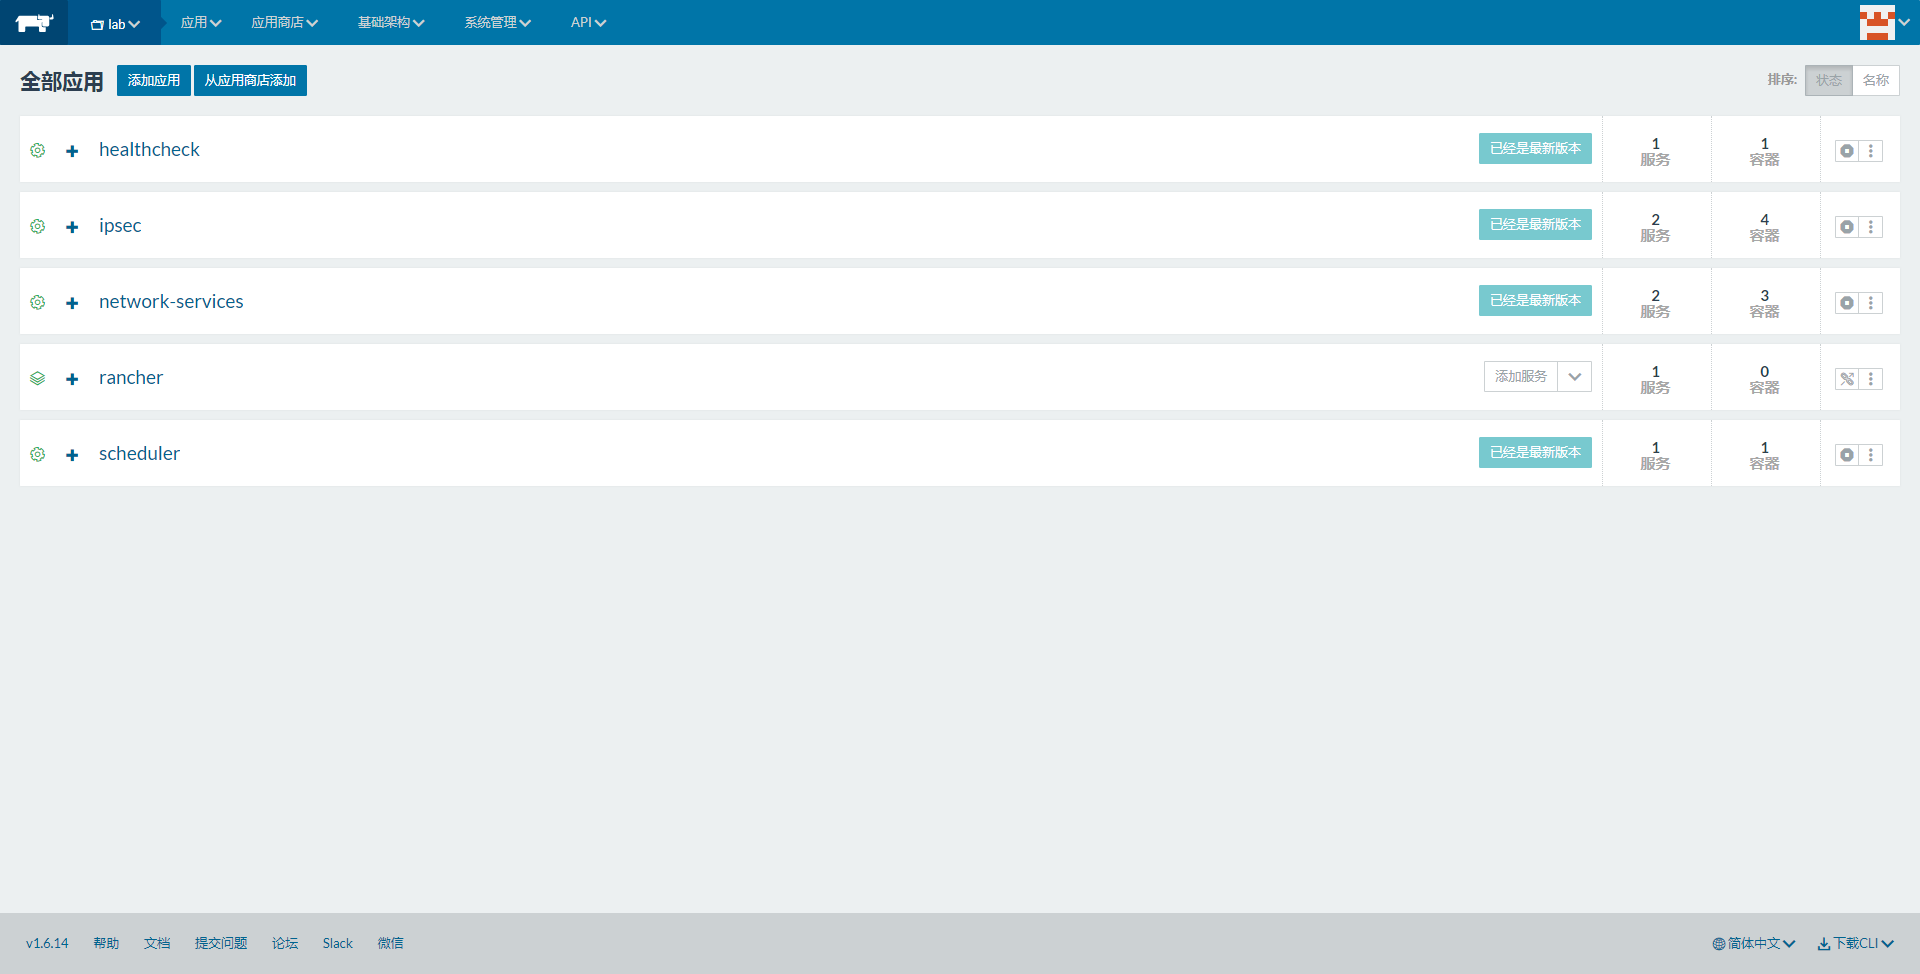 lab 应用 应用商店 基础架构 系统管理 API
全部应用 添加应用 从应用商店添加 排序: 状态 名称
healthcheck 已经是最新版本 1 服务 1 容器
ipsec 已经是最新版本 2 服务 4 容器
network-services 已经是最新版本 2 服务 3 容器
rancher 添加服务 1 服务 0 容器
scheduler 已经是最新版本 1 服务 1 容器
v1.6.14 帮助 文档 提交问题 论坛 Slack 微信 简体中文 下载CLI